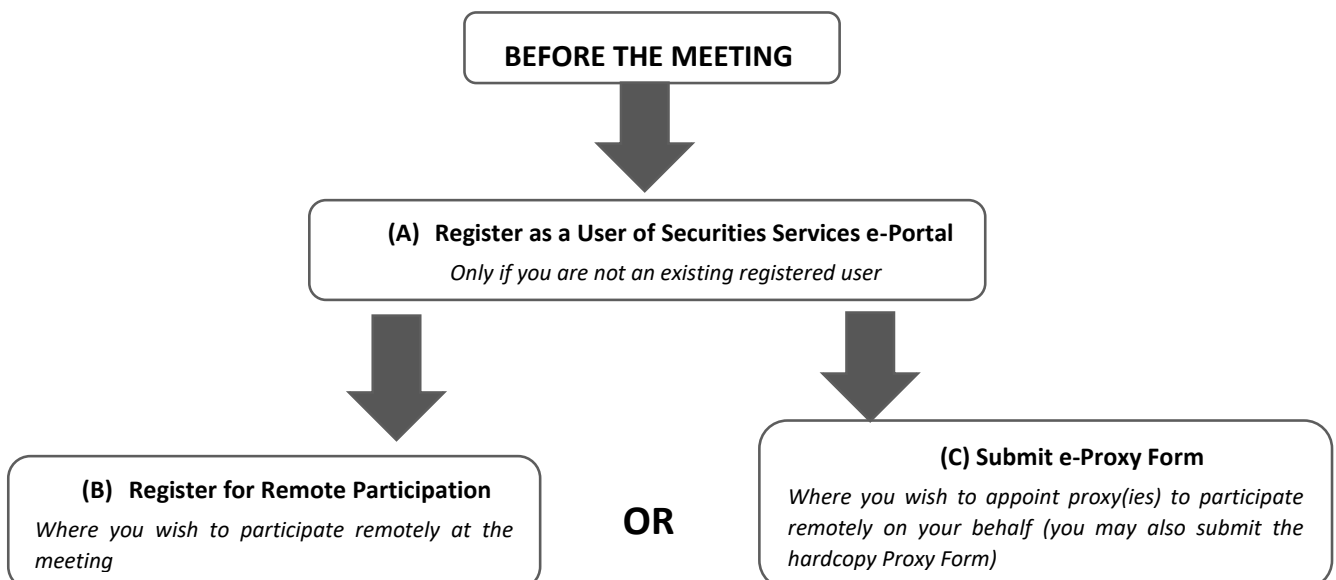 BEFORE THE MEETING
(A) Register as a User of Securities Services e-Portal
Only if you are not an existing registered user
(B) Register for Remote Participation
Where you wish to participate remotely at the
meeting
OR
(C) Submit e-Proxy Form
Where you wish to appoint proxy(ies) to participate
remotely on your behalf (you may also submit the
hardcopy Proxy Form)